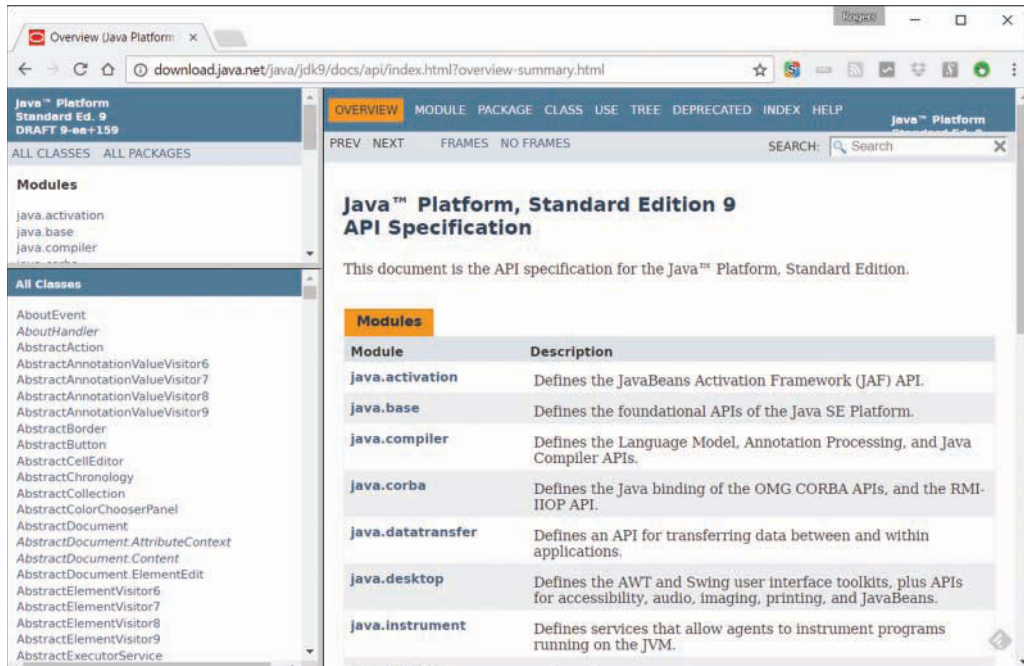 Rogers
Overview (Java Platform
download.java.net/java/jdk9/docs/api/index.html?overview-summary.html
Java™ Platform
Standard Ed. 9
DRAFT 9-ea+159
ALL CLASSES ALL PACKAGES
Modules
java.activation
java.base
java.compiler
All Classes
AboutEvent
AboutHandler
AbstractAction
AbstractAnnotationValueVisitor6
AbstractAnnotationValueVisitor7
AbstractAnnotationValueVisitor8
AbstractAnnotationValueVisitor9
AbstractBorder
AbstractButton
AbstractCellEditor
AbstractChronology
AbstractCollection
AbstractColorChooserPanel
AbstractDocument
AbstractDocument.AttributeContext
AbstractDocument.Content
AbstractDocument.ElementEdit
AbstractElementVisitor6
AbstractElementVisitor7
AbstractElementVisitor8
AbstractElementVisitor9
AbstractExecutorService
OVERVIEW MODULE PACKAGE CLASS USE TREE DEPRECATED INDEX HELP
Java™ Platform
PREV NEXT FRAMES NO FRAMES
SEARCH: Search
Java™ Platform, Standard Edition 9
API Specification
This document is the API specification for the Java™ Platform, Standard Edition.
Modules
Module Description
java.activation Defines the JavaBeans Activation Framework (JAF) API.
java.base Defines the foundational APIs of the Java SE Platform.
java.compiler Defines the Language Model, Annotation Processing, and Java
Compiler APIs.
java.corba Defines the Java binding of the OMG CORBA APIs, and the RMI-
IIOP API.
java.datatransfer Defines an API for transferring data between and within
applications.
java.desktop Defines the AWT and Swing user interface toolkits, plus APIs
for accessibility, audio, imaging, printing, and JavaBeans.
java.instrument Defines services that allow agents to instrument programs
running on the JVM.